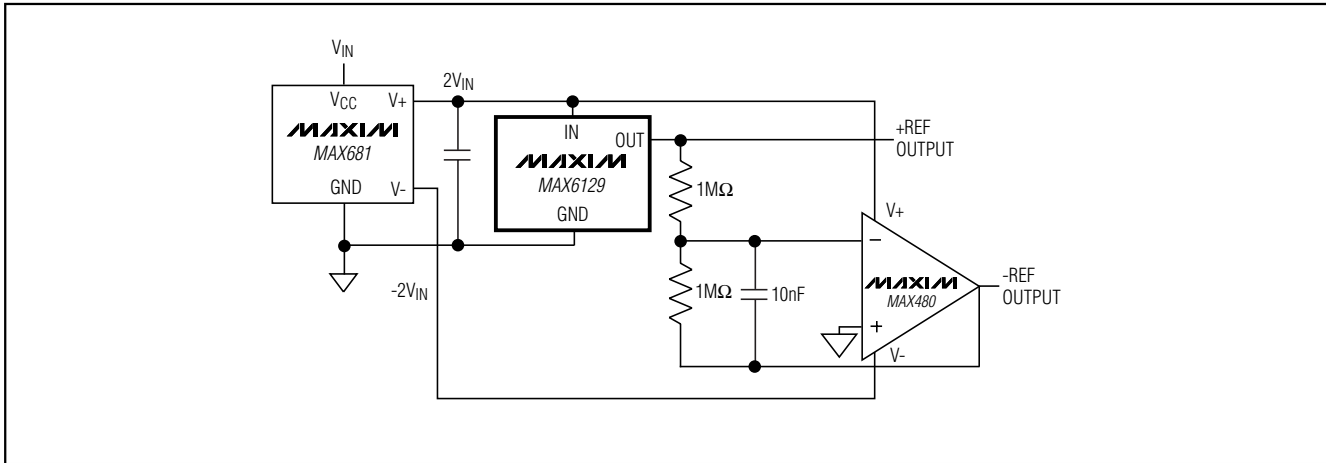 VIN
VCC
V+
MAXIM
MAX681
GND
V-
2VIN
-2VIN
IN
OUT
MAXIM
MAX6129
GND
1MΩ
1MΩ
10nF
+REF
OUTPUT
V+
−
MAXIM
MAX480
+
V-
-REF
OUTPUT